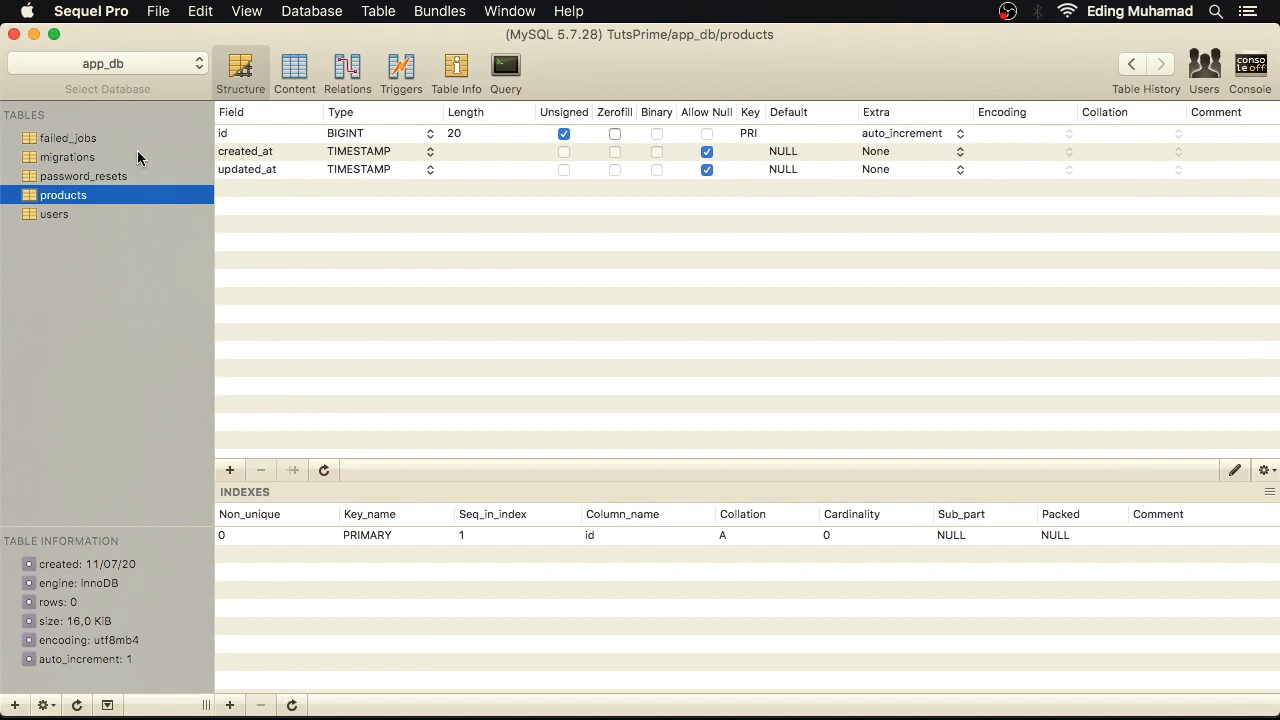 Sequel Pro File Edit View Database Table Bundles Window Help Eding Muhamad
(MySQL 5.7.28) TutsPrime/app_db/products
app_db
Select Database
Structure Content Relations Triggers Table Info Query
console off
Table History Users Console
TABLES
failed_jobs
migrations
password_resets
products
users
Field Type Length Unsigned Zerofill Binary Allow Null Key Default Extra Encoding Collation Comment
id BIGINT 20 PRI auto_increment
created_at TIMESTAMP NULL None
updated_at TIMESTAMP NULL None
INDEXES
Non_unique Key_name Seq_in_index Column_name Collation Cardinality Sub_part Packed Comment
0 PRIMARY 1 id A 0 NULL NULL
TABLE INFORMATION
created: 11/07/20
engine: InnoDB
rows: 0
size: 16,0 KiB
encoding: utf8mb4
auto_increment: 1